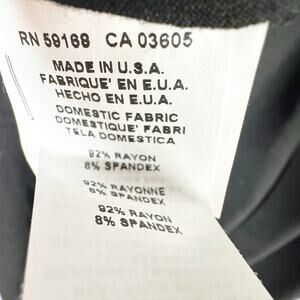 RN 59168 CA 03605
MADE IN U.S.A.
FABRIQUE' EN E.U.A.
HECHO EN E.U.A.
DOMESTIC FABRIC
DOMESTIQUE' FABRI
TELA DOMESTICA
92% RAYON
8% SPANDEX
92% RAYONNE
8% SPANDEX
92% RAYON
8% SPANDEX